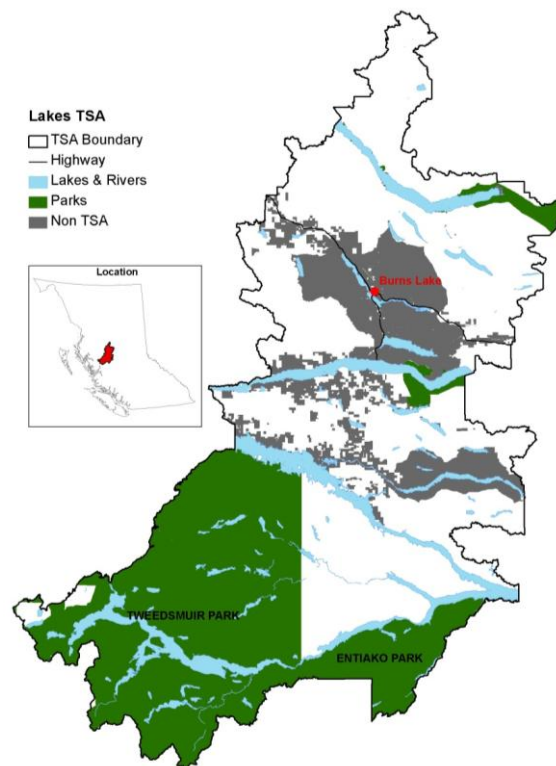 Lakes TSA
TSA Boundary
Highway
Lakes & Rivers
Parks
Non TSA
Location
Burns Lake
TWEEDSMUIR PARK
ENTIAKO PARK